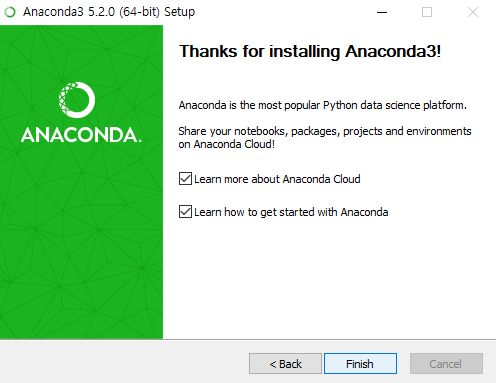 Anaconda3 5.2.0 (64-bit) Setup
Thanks for installing Anaconda3!
ANACONDA.
Anaconda is the most popular Python data science platform.
Share your notebooks, packages, projects and environments
on Anaconda Cloud!
Learn more about Anaconda Cloud
Learn how to get started with Anaconda
< Back
Finish
Cancel